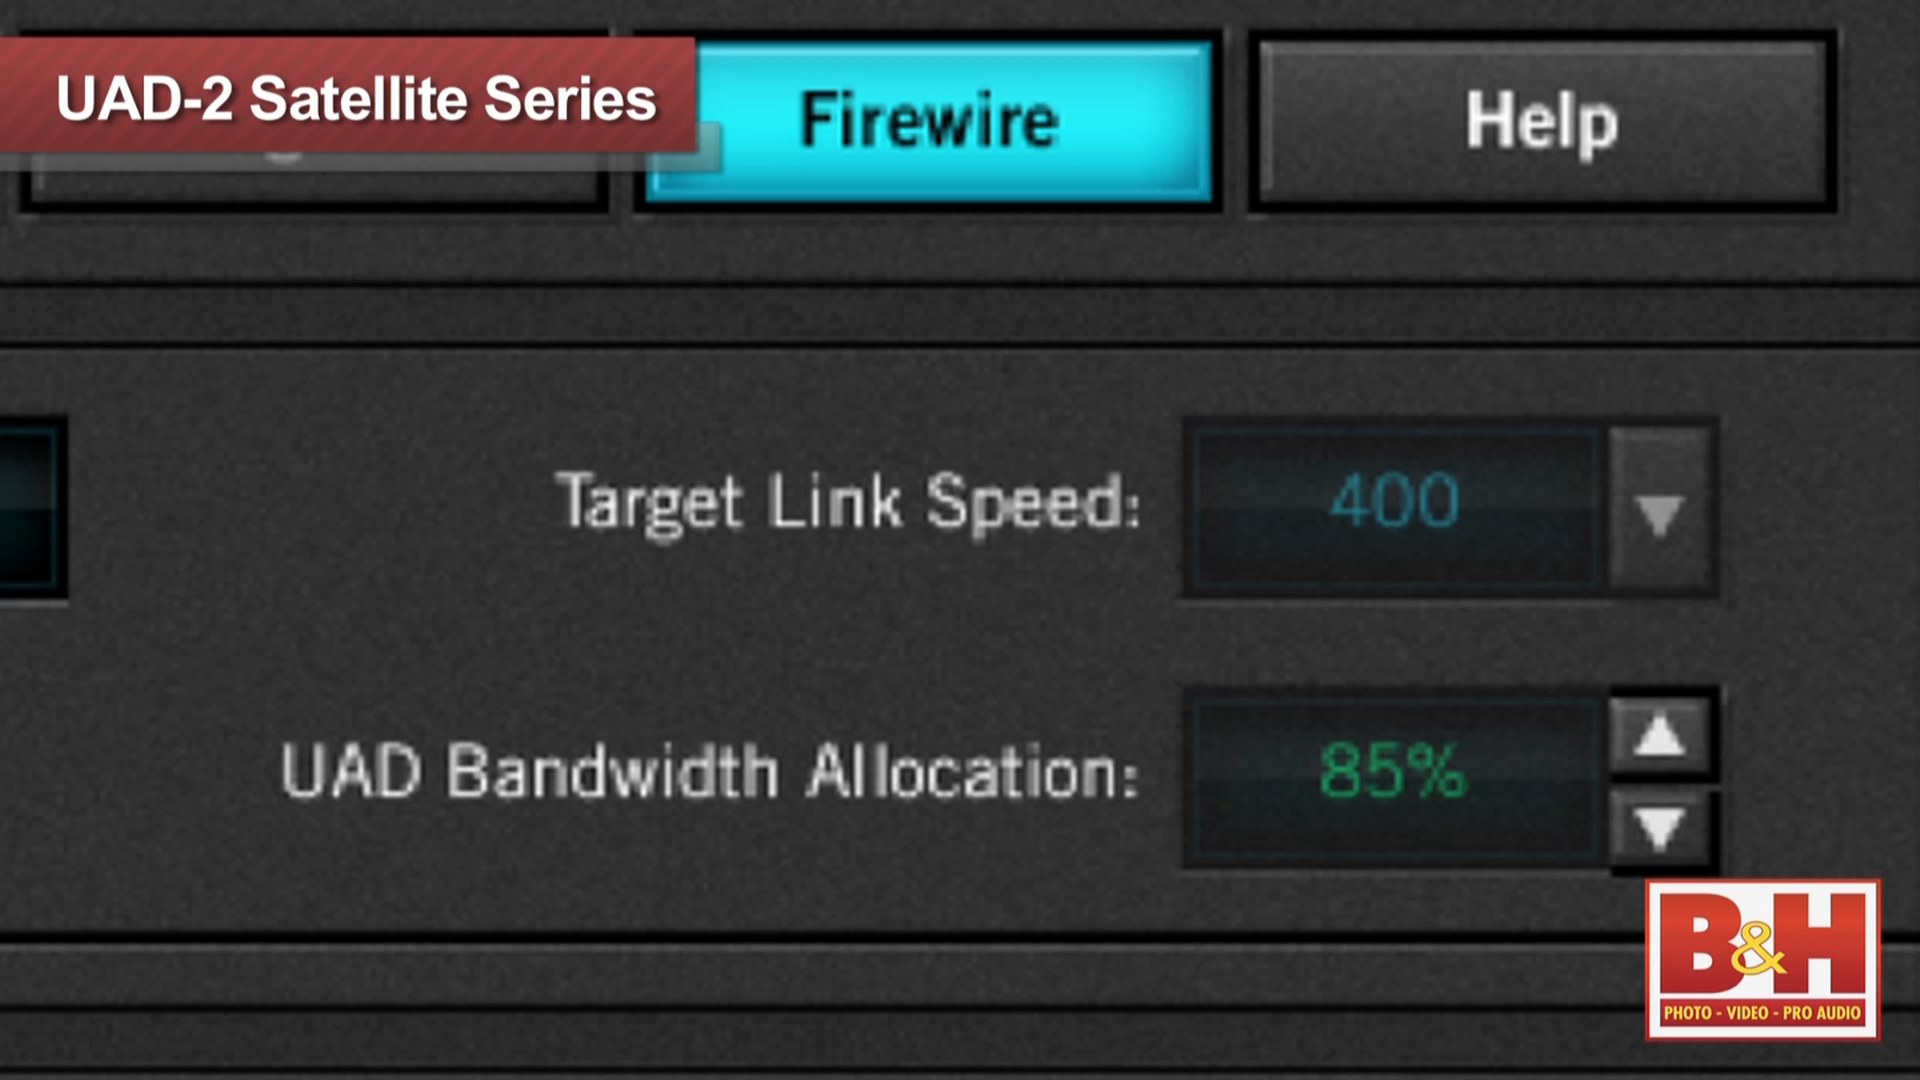 UAD-2 Satellite Series
Firewire
Help
Target Link Speed:
400
UAD Bandwidth Allocation:
85%
B&H
PHOTO - VIDEO - PRO AUDIO